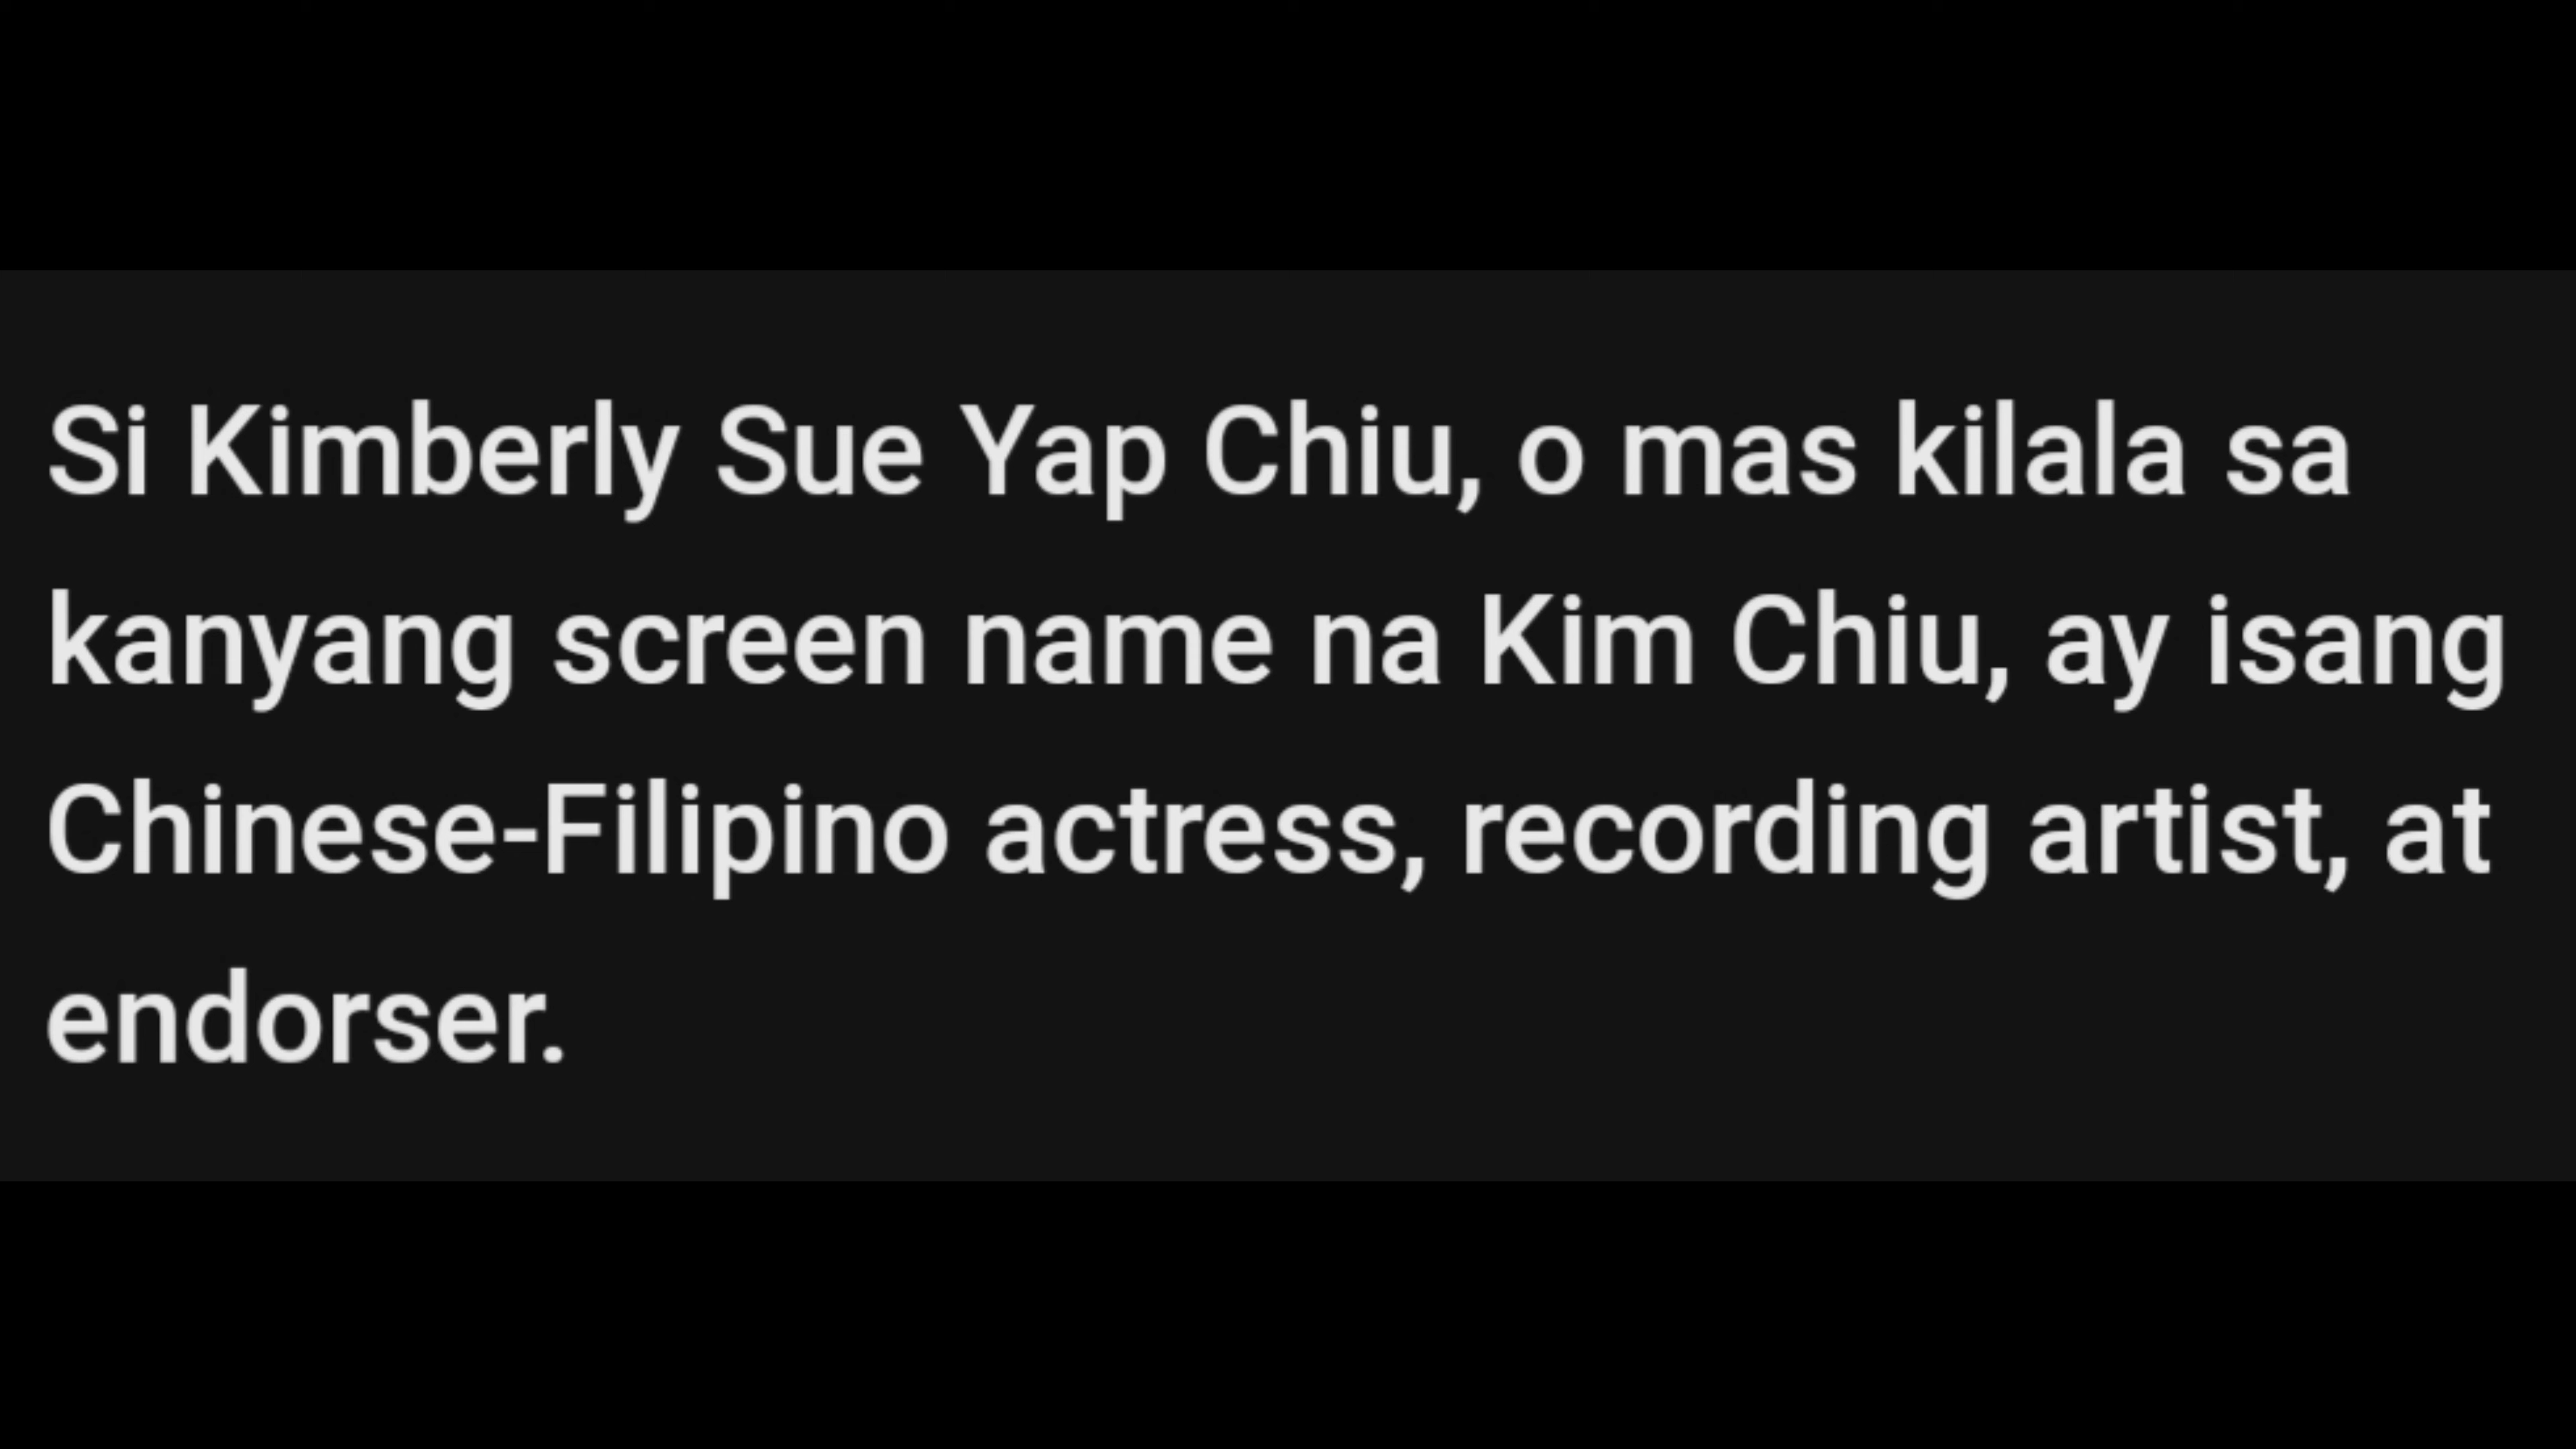 Si Kimberly Sue Yap Chiu, o mas kilala sa
kanyang screen name na Kim Chiu, ay isang
Chinese-Filipino actress, recording artist, at
endorser.